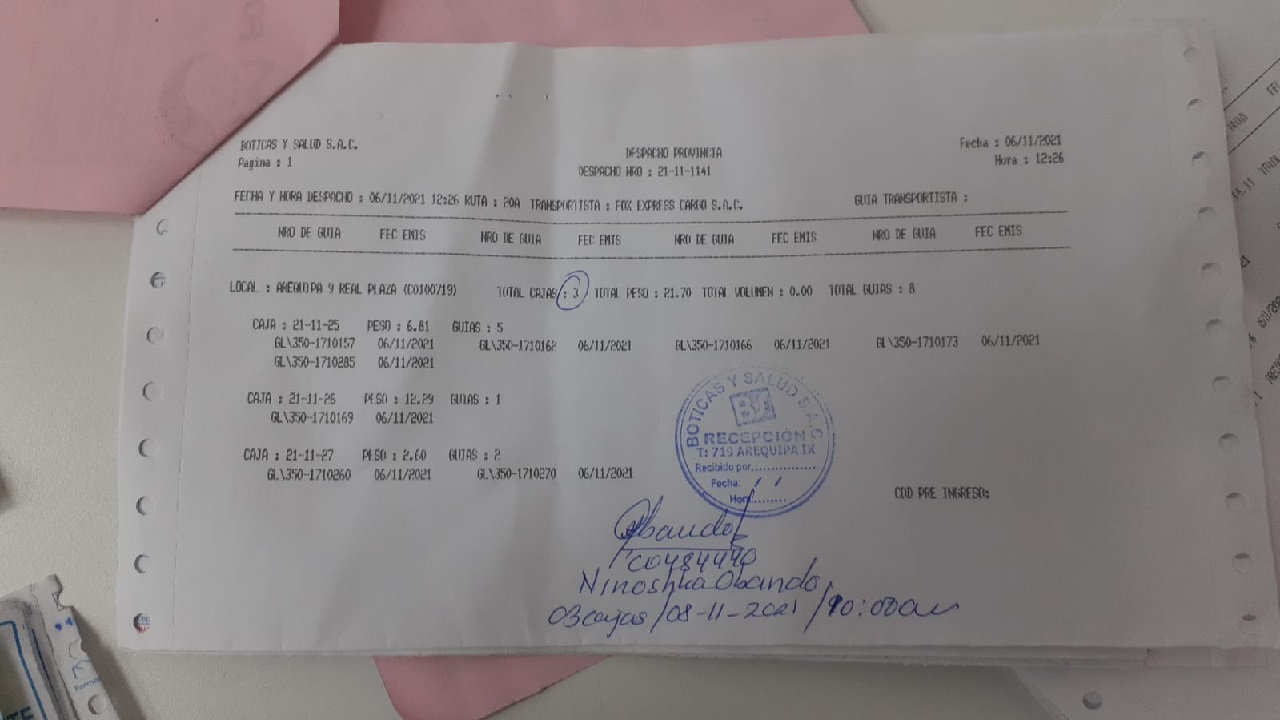 BOTICAS Y SALUD S.A.C.
Pagina : 1
DESPACHO PROVINCIA
DESPACHO NRO : 21-11-1141
Fecha : 06/11/2021
Hora : 12:26
FECHA Y HORA DESPACHO : 06/11/2021 12:26 RUTA : 20A TRANSPORTISTA : FOX EXPRESS CARGO S.A.C. GUIA TRANSPORTISTA :
NRO DE GUIA FEC EMIS NRO DE GUIA FEC EMIS NRO DE GUIA FEC EMIS NRO DE GUIA FEC EMIS
LOCAL : AREQUIPA 9 REAL PLAZA (C0100719) TOTAL CAJAS : 3 TOTAL PESO : 21.70 TOTAL VOLUMEN : 0.00 TOTAL GUIAS : 8
CAJA : 21-11-25 PESO : 6.81 GUIAS : 5
GL\350-1710157 06/11/2021 GL\350-1710162 06/11/2021 GL\350-1710166 06/11/2021 GL\350-1710173 06/11/2021
GL\350-1710285 06/11/2021
CAJA : 21-11-26 PESO : 12.29 GUIAS : 1
GL\350-1710169 06/11/2021
CAJA : 21-11-27 PESO : 2.60 GUIAS : 2
GL\350-1710260 06/11/2021 GL\350-1710270 06/11/2021
COD PRE INGRESO:
BOTICAS Y SALUD S.A.C.
RECEPCIÓN
T: 719 AREQUIPA IX
Recibido por...............
Fecha: / /
Hora:.........
Obando
C0484440
Ninoshka Obando
03 cajas / 08-11-2021 / 10:00am